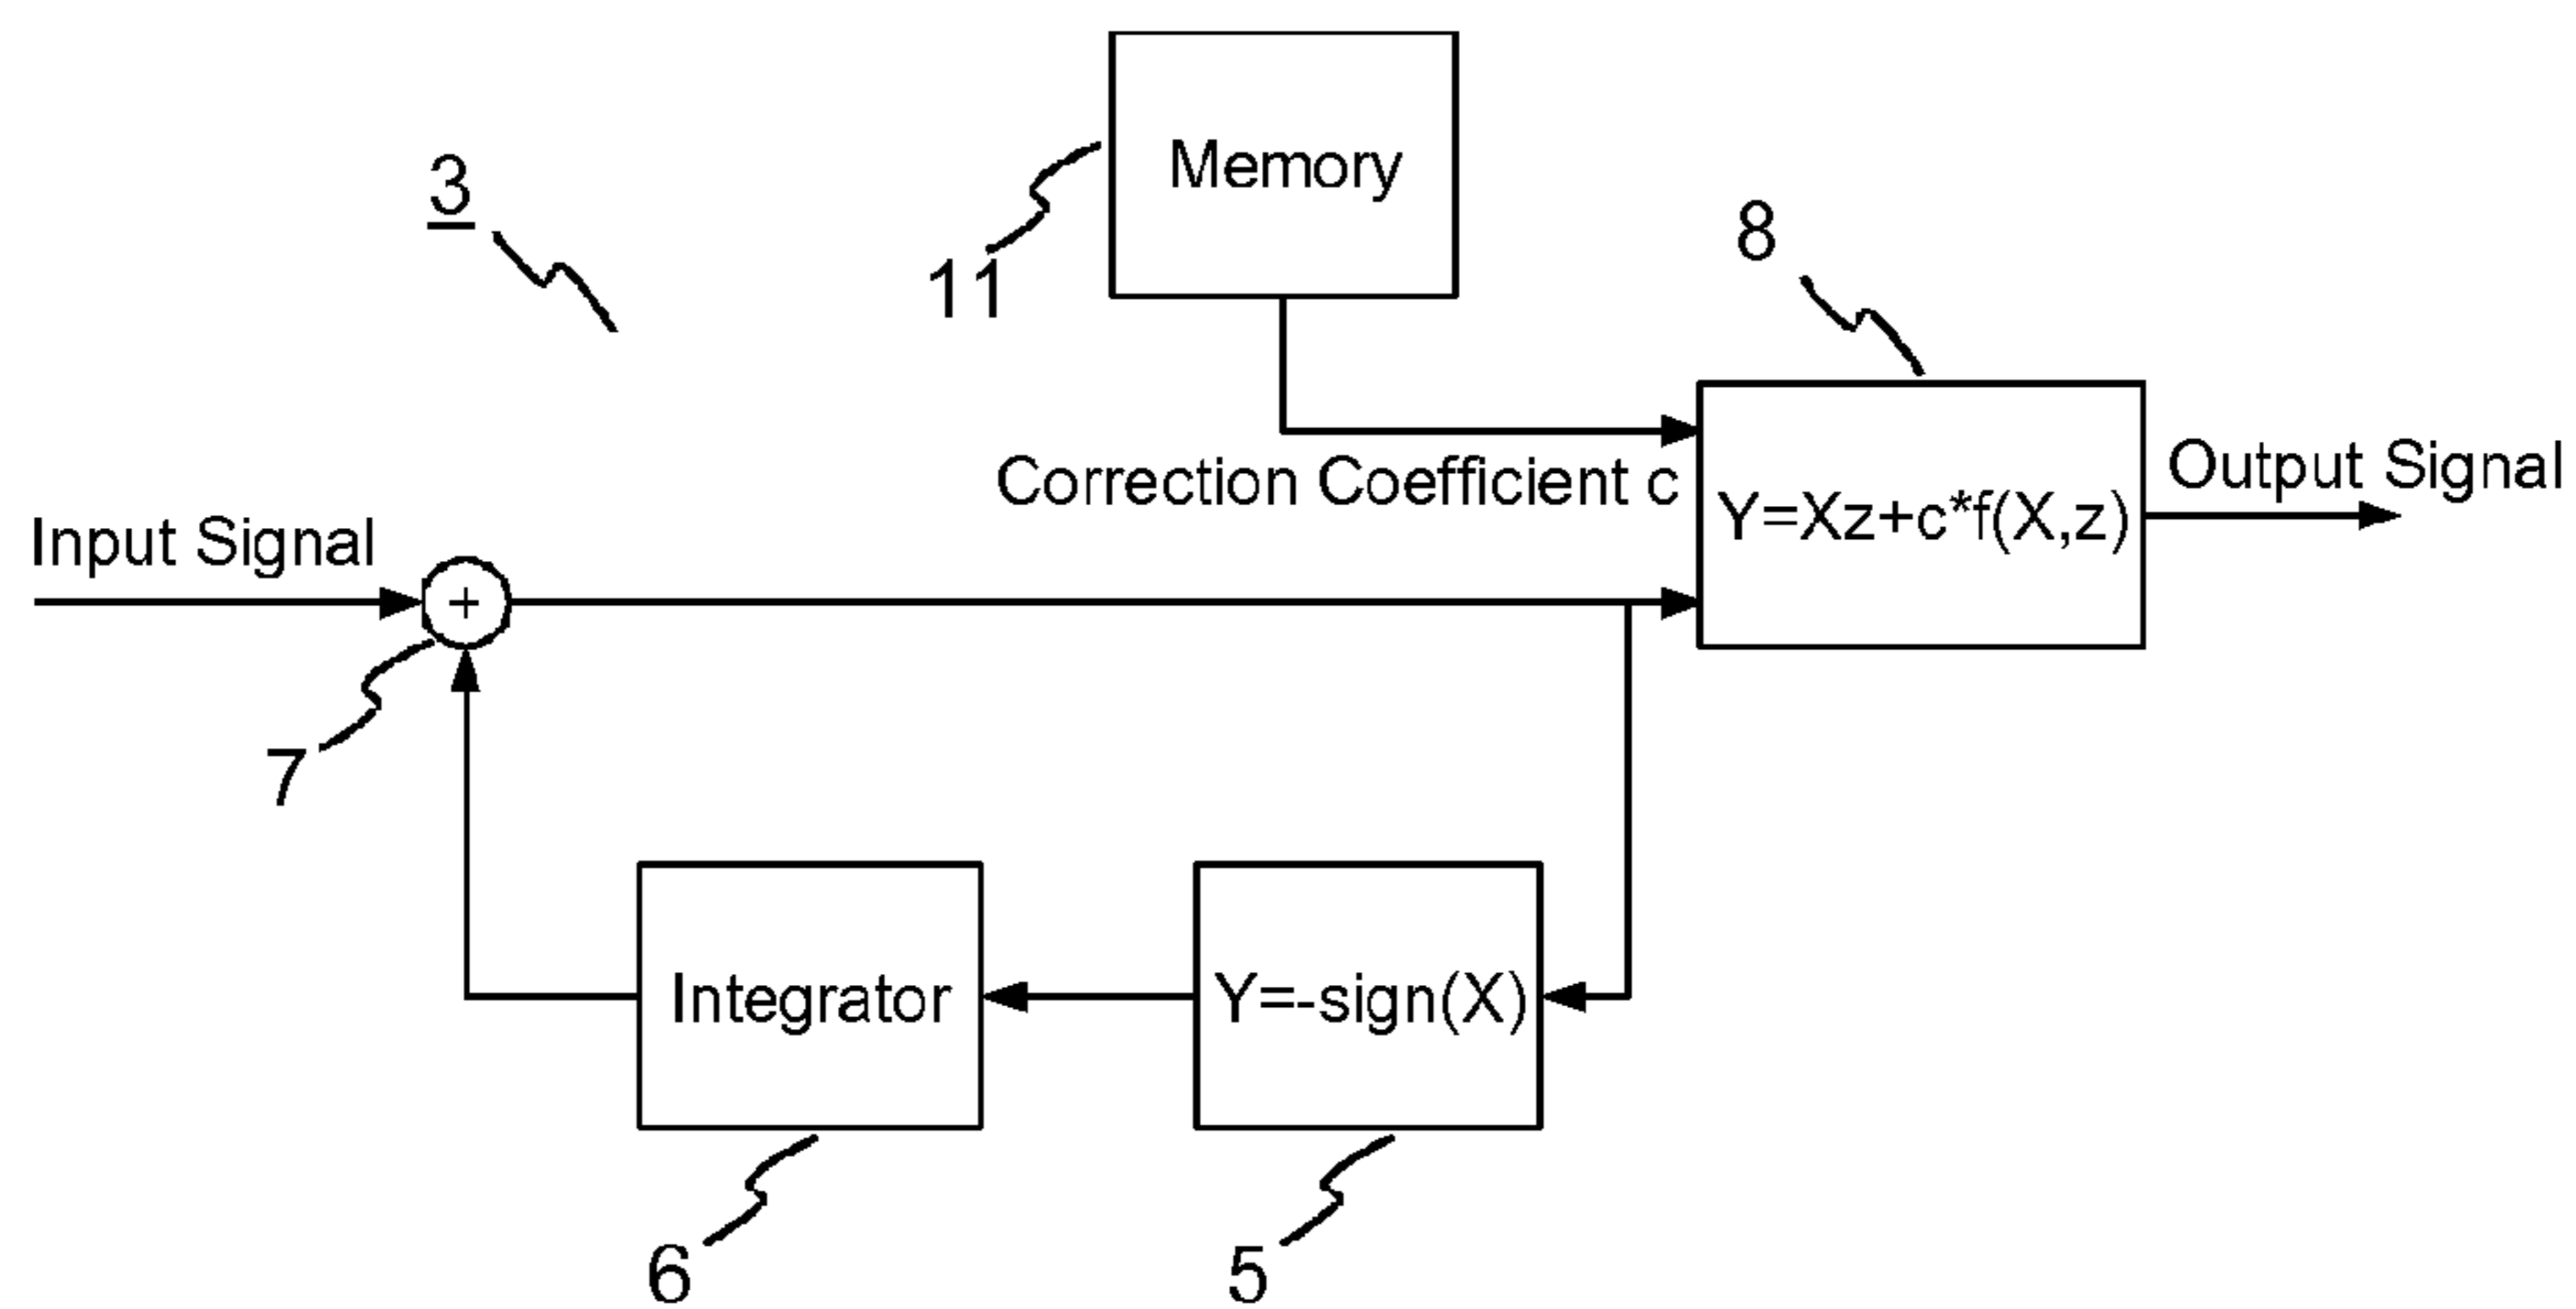 Memory
3
8
11
Output Signal
Correction Coefficient c
Y=Xz+c*f(X,z)
Input Signal
+
7
Integrator
Y=-sign(X)
6
5